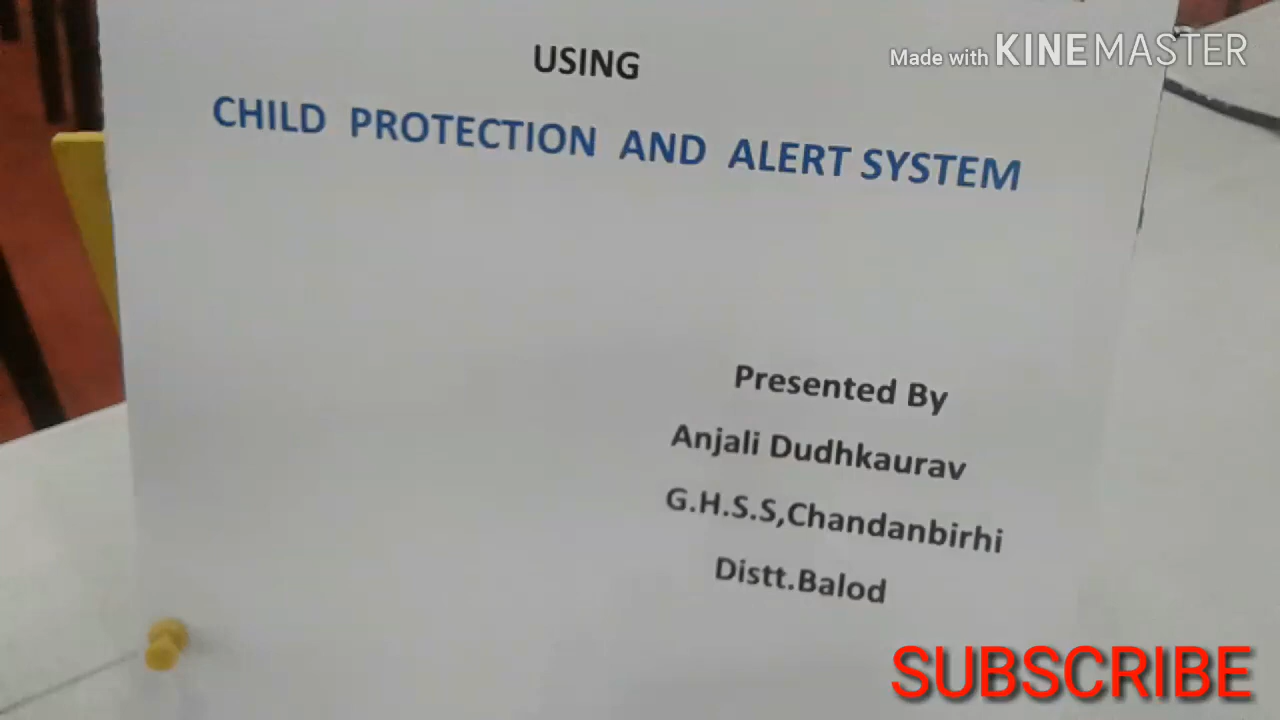 Made with KINEMASTER
USING
CHILD PROTECTION AND ALERT SYSTEM
Presented By
Anjali Dudhkaurav
G.H.S.S,Chandanbirhi
Distt.Balod
SUBSCRIBE